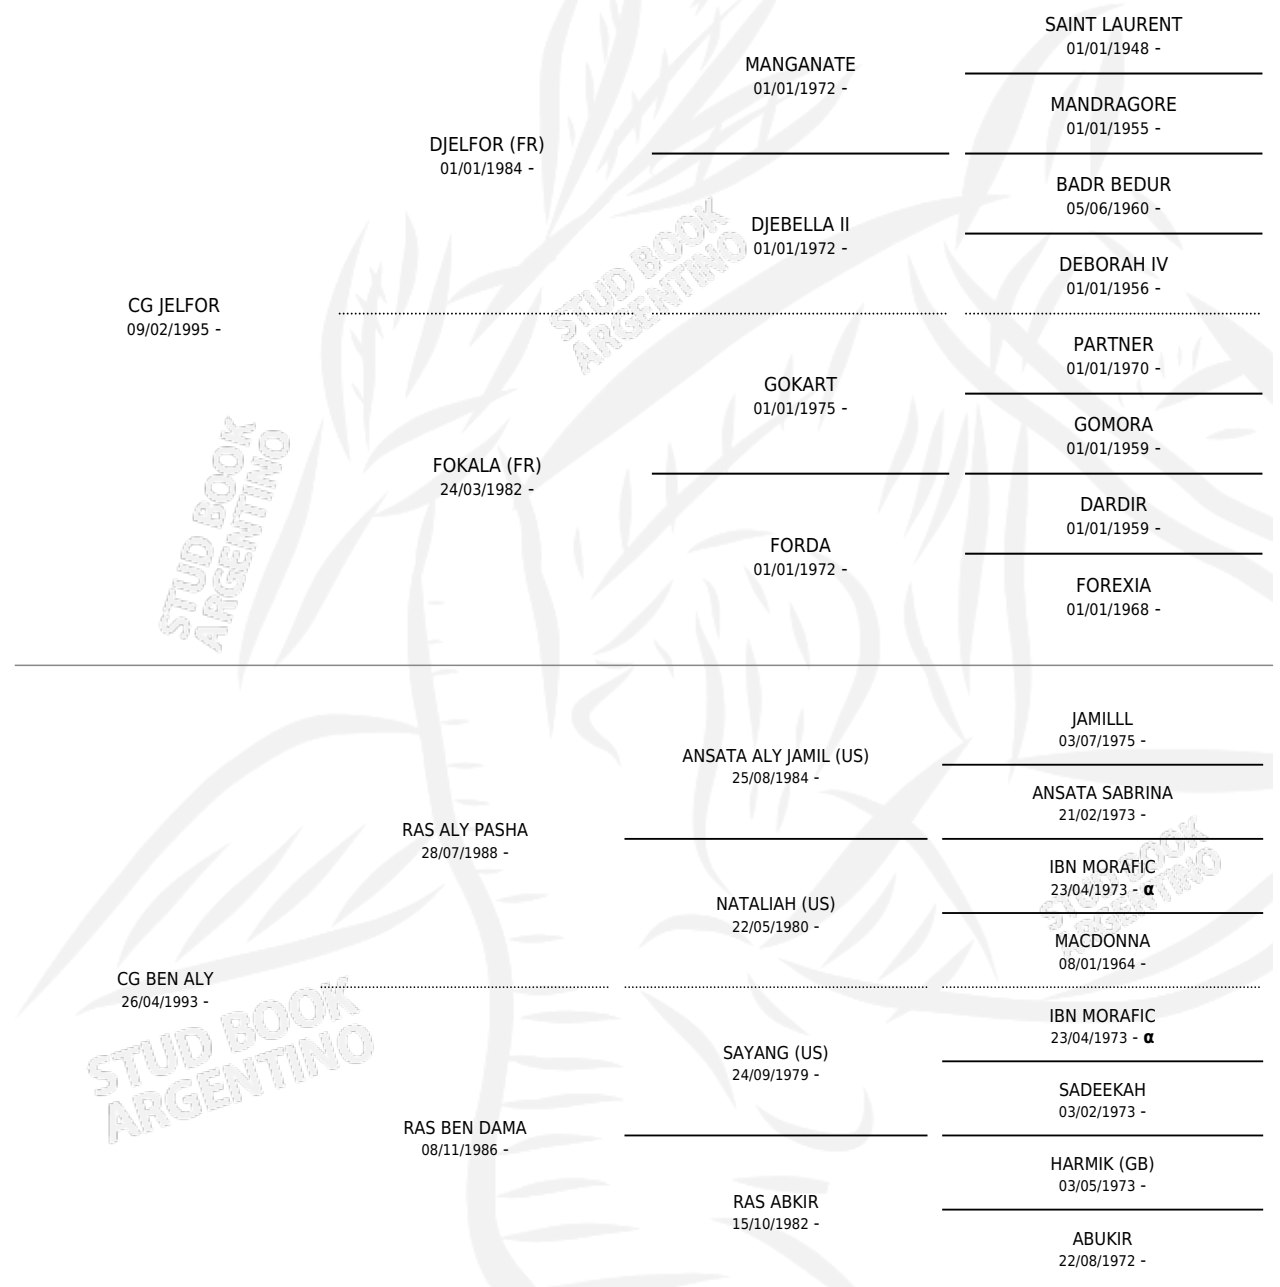 SAINT LAURENT
01/01/1948 -
MANGANATE
01/01/1972 -
MANDRAGORE
01/01/1955 -
DJELFOR (FR)
01/01/1984 -
BADR BEDUR
05/06/1960 -
DJEBELLA II
01/01/1972 -
DEBORAH IV
01/01/1956 -
CG JELFOR
09/02/1995 -
STUD BOOK
ARGENTINO
PARTNER
01/01/1970 -
GOKART
01/01/1975 -
GOMORA
01/01/1959 -
FOKALA (FR)
24/03/1982 -
STUD BOOK
ARGENTINO
DARDIR
01/01/1959 -
FORDA
01/01/1972 -
FOREXIA
01/01/1968 -
JAMILLL
03/07/1975 -
ANSATA ALY JAMIL (US)
25/08/1984 -
ANSATA SABRINA
21/02/1973 -
RAS ALY PASHA
28/07/1988 -
IBN MORAFIC
23/04/1973 - α
NATALIAH (US)
22/05/1980 -
STUD BOOK
ARGENTINO
MACDONNA
08/01/1964 -
CG BEN ALY
26/04/1993 -
STUD BOOK
ARGENTINO
IBN MORAFIC
23/04/1973 - α
SAYANG (US)
24/09/1979 -
SADEEKAH
03/02/1973 -
RAS BEN DAMA
08/11/1986 -
HARMIK (GB)
03/05/1973 -
RAS ABKIR
15/10/1982 -
ABUKIR
22/08/1972 -